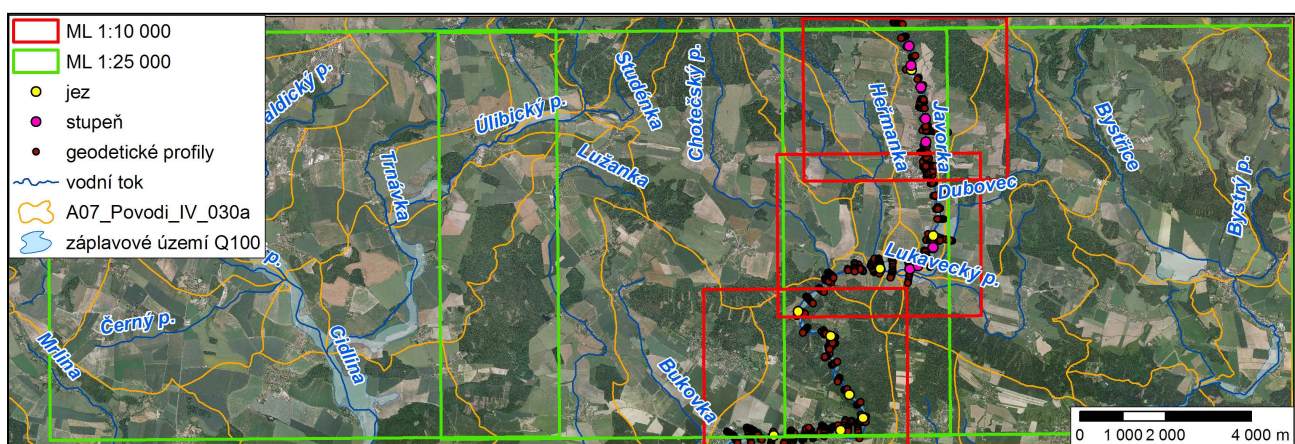 ML 1:10 000
ML 1:25 000
jez
stupeň
geodetické profily
vodní tok
A07_Povodi_IV_030a
záplavové území Q100
aldický p.
Trnávka
Úlibický p.
Studénka
Lužanka
Chotečský p.
Heřmanka
Javorka
Dubovec
Lukavecký p.
Bystřice
Bystrý p.
p.
Černý p.
Mrlina
Cidlina
Bukovka
0 1 000 2 000 4 000 m